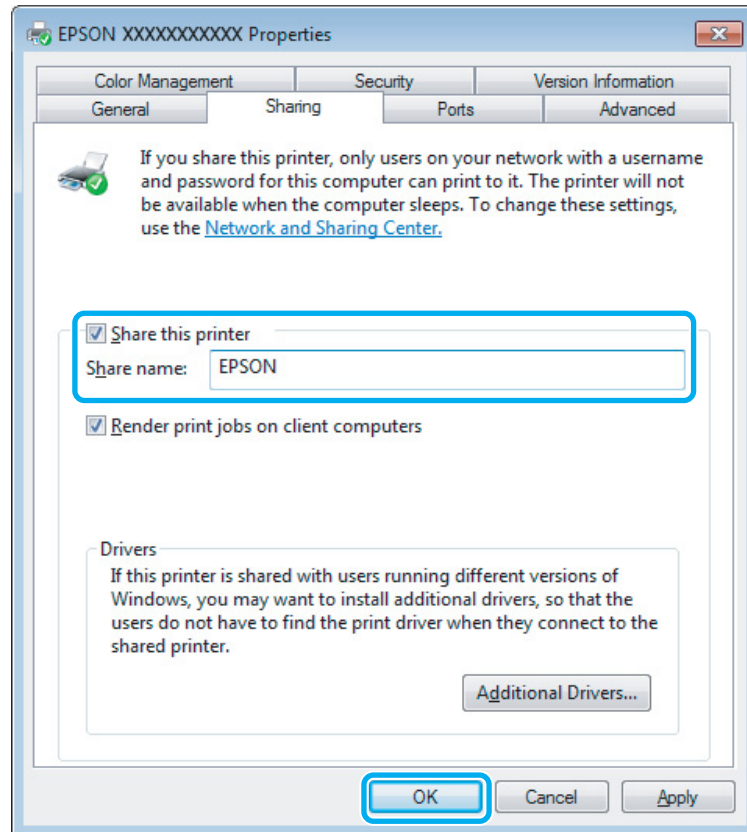 EPSON XXXXXXXXXXX Properties
Color Management Security Version Information
General Sharing Ports Advanced
If you share this printer, only users on your network with a username
and password for this computer can print to it. The printer will not
be available when the computer sleeps. To change these settings,
use the Network and Sharing Center.
Share this printer
Share name: EPSON
Render print jobs on client computers
Drivers
If this printer is shared with users running different versions of
Windows, you may want to install additional drivers, so that the
users do not have to find the print driver when they connect to the
shared printer.
Additional Drivers...
OK Cancel Apply